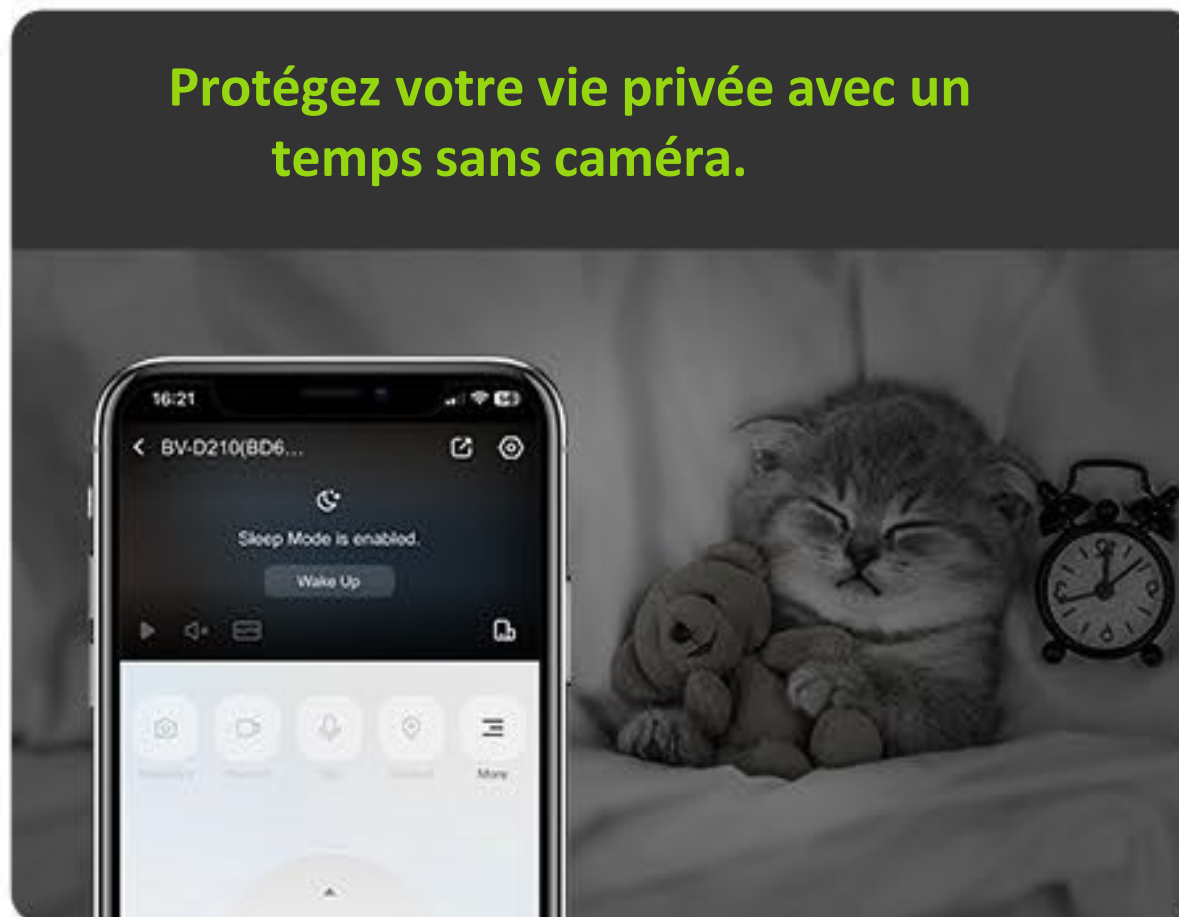 Protégez votre vie privée avec un
temps sans caméra.
16:21
BV-D210(BD6...
Sleep Mode is enabled.
Wake Up
More